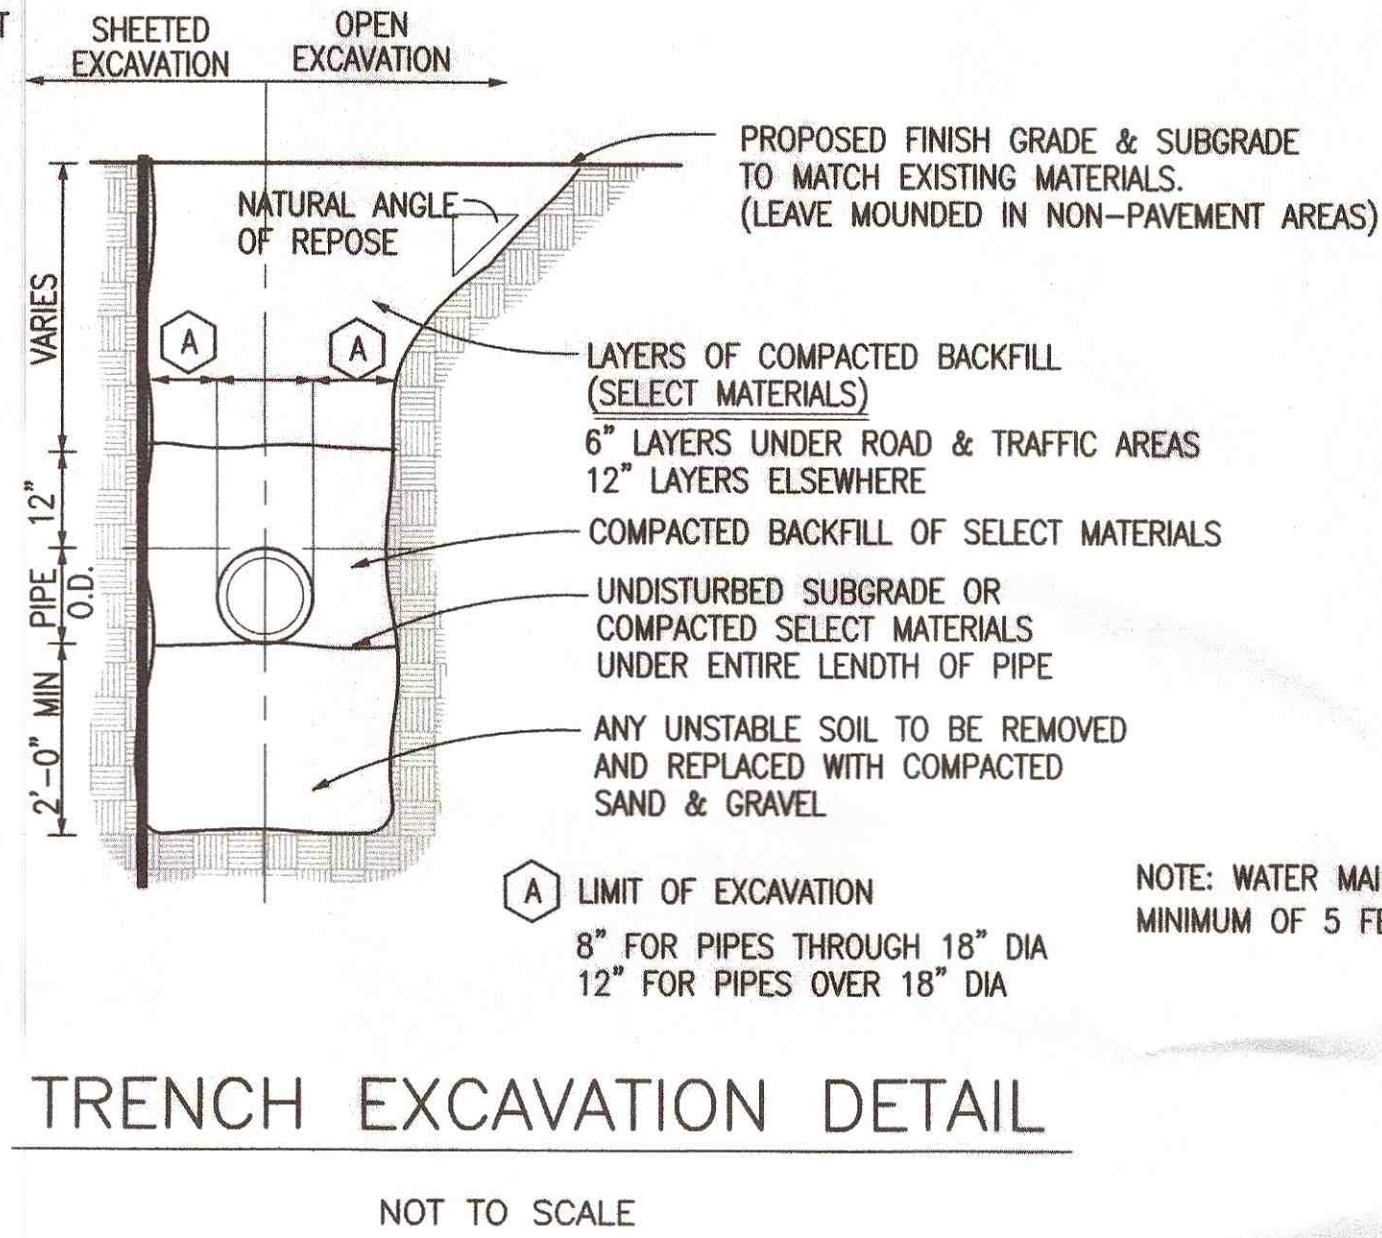 T
SHEETED
EXCAVATION
OPEN
EXCAVATION
PROPOSED FINISH GRADE & SUBGRADE
TO MATCH EXISTING MATERIALS.
(LEAVE MOUNDED IN NON-PAVEMENT AREAS)
NATURAL ANGLE
OF REPOSE
VARIES
A
A
LAYERS OF COMPACTED BACKFILL
(SELECT MATERIALS)
6" LAYERS UNDER ROAD & TRAFFIC AREAS
12" LAYERS ELSEWHERE
12"
COMPACTED BACKFILL OF SELECT MATERIALS
PIPE
O.D.
UNDISTURBED SUBGRADE OR
COMPACTED SELECT MATERIALS
UNDER ENTIRE LENDTH OF PIPE
2'-0" MIN
ANY UNSTABLE SOIL TO BE REMOVED
AND REPLACED WITH COMPACTED
SAND & GRAVEL
A LIMIT OF EXCAVATION
8" FOR PIPES THROUGH 18" DIA
12" FOR PIPES OVER 18" DIA
NOTE: WATER MAI
MINIMUM OF 5 FE
TRENCH EXCAVATION DETAIL
NOT TO SCALE